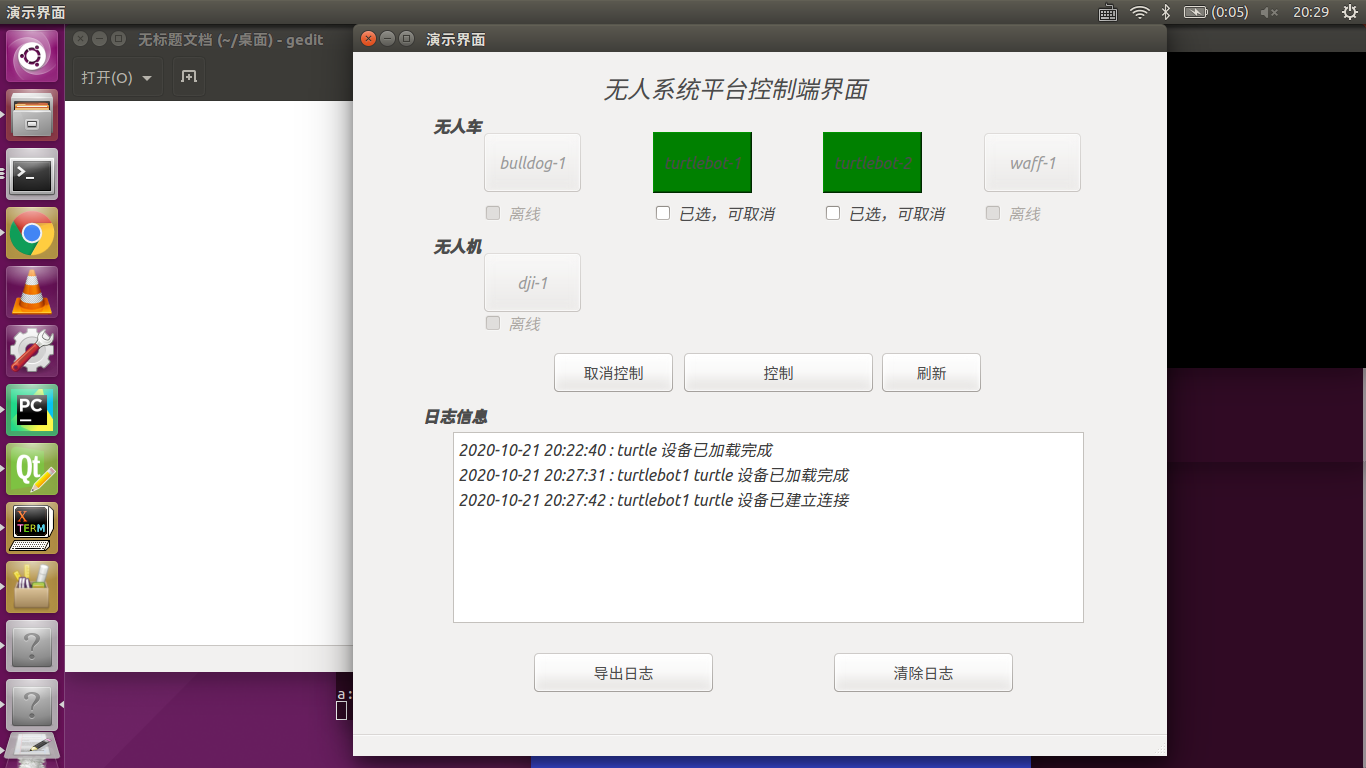 演示界面
(0:05)
20:29
无标题文档 (~/桌面) - gedit
打开(O)
演示界面
无人系统平台控制端界面
无人车
bulldog-1
turtlebot-1
turtlebot-2
waff-1
离线
已选，可取消
已选，可取消
离线
无人机
dji-1
离线
取消控制
控制
刷新
日志信息
2020-10-21 20:22:40 : turtle 设备已加载完成
2020-10-21 20:27:31 : turtlebot1 turtle 设备已加载完成
2020-10-21 20:27:42 : turtlebot1 turtle 设备已建立连接
导出日志
清除日志
a:
>_
PC
Qt
X
TERM
?
?